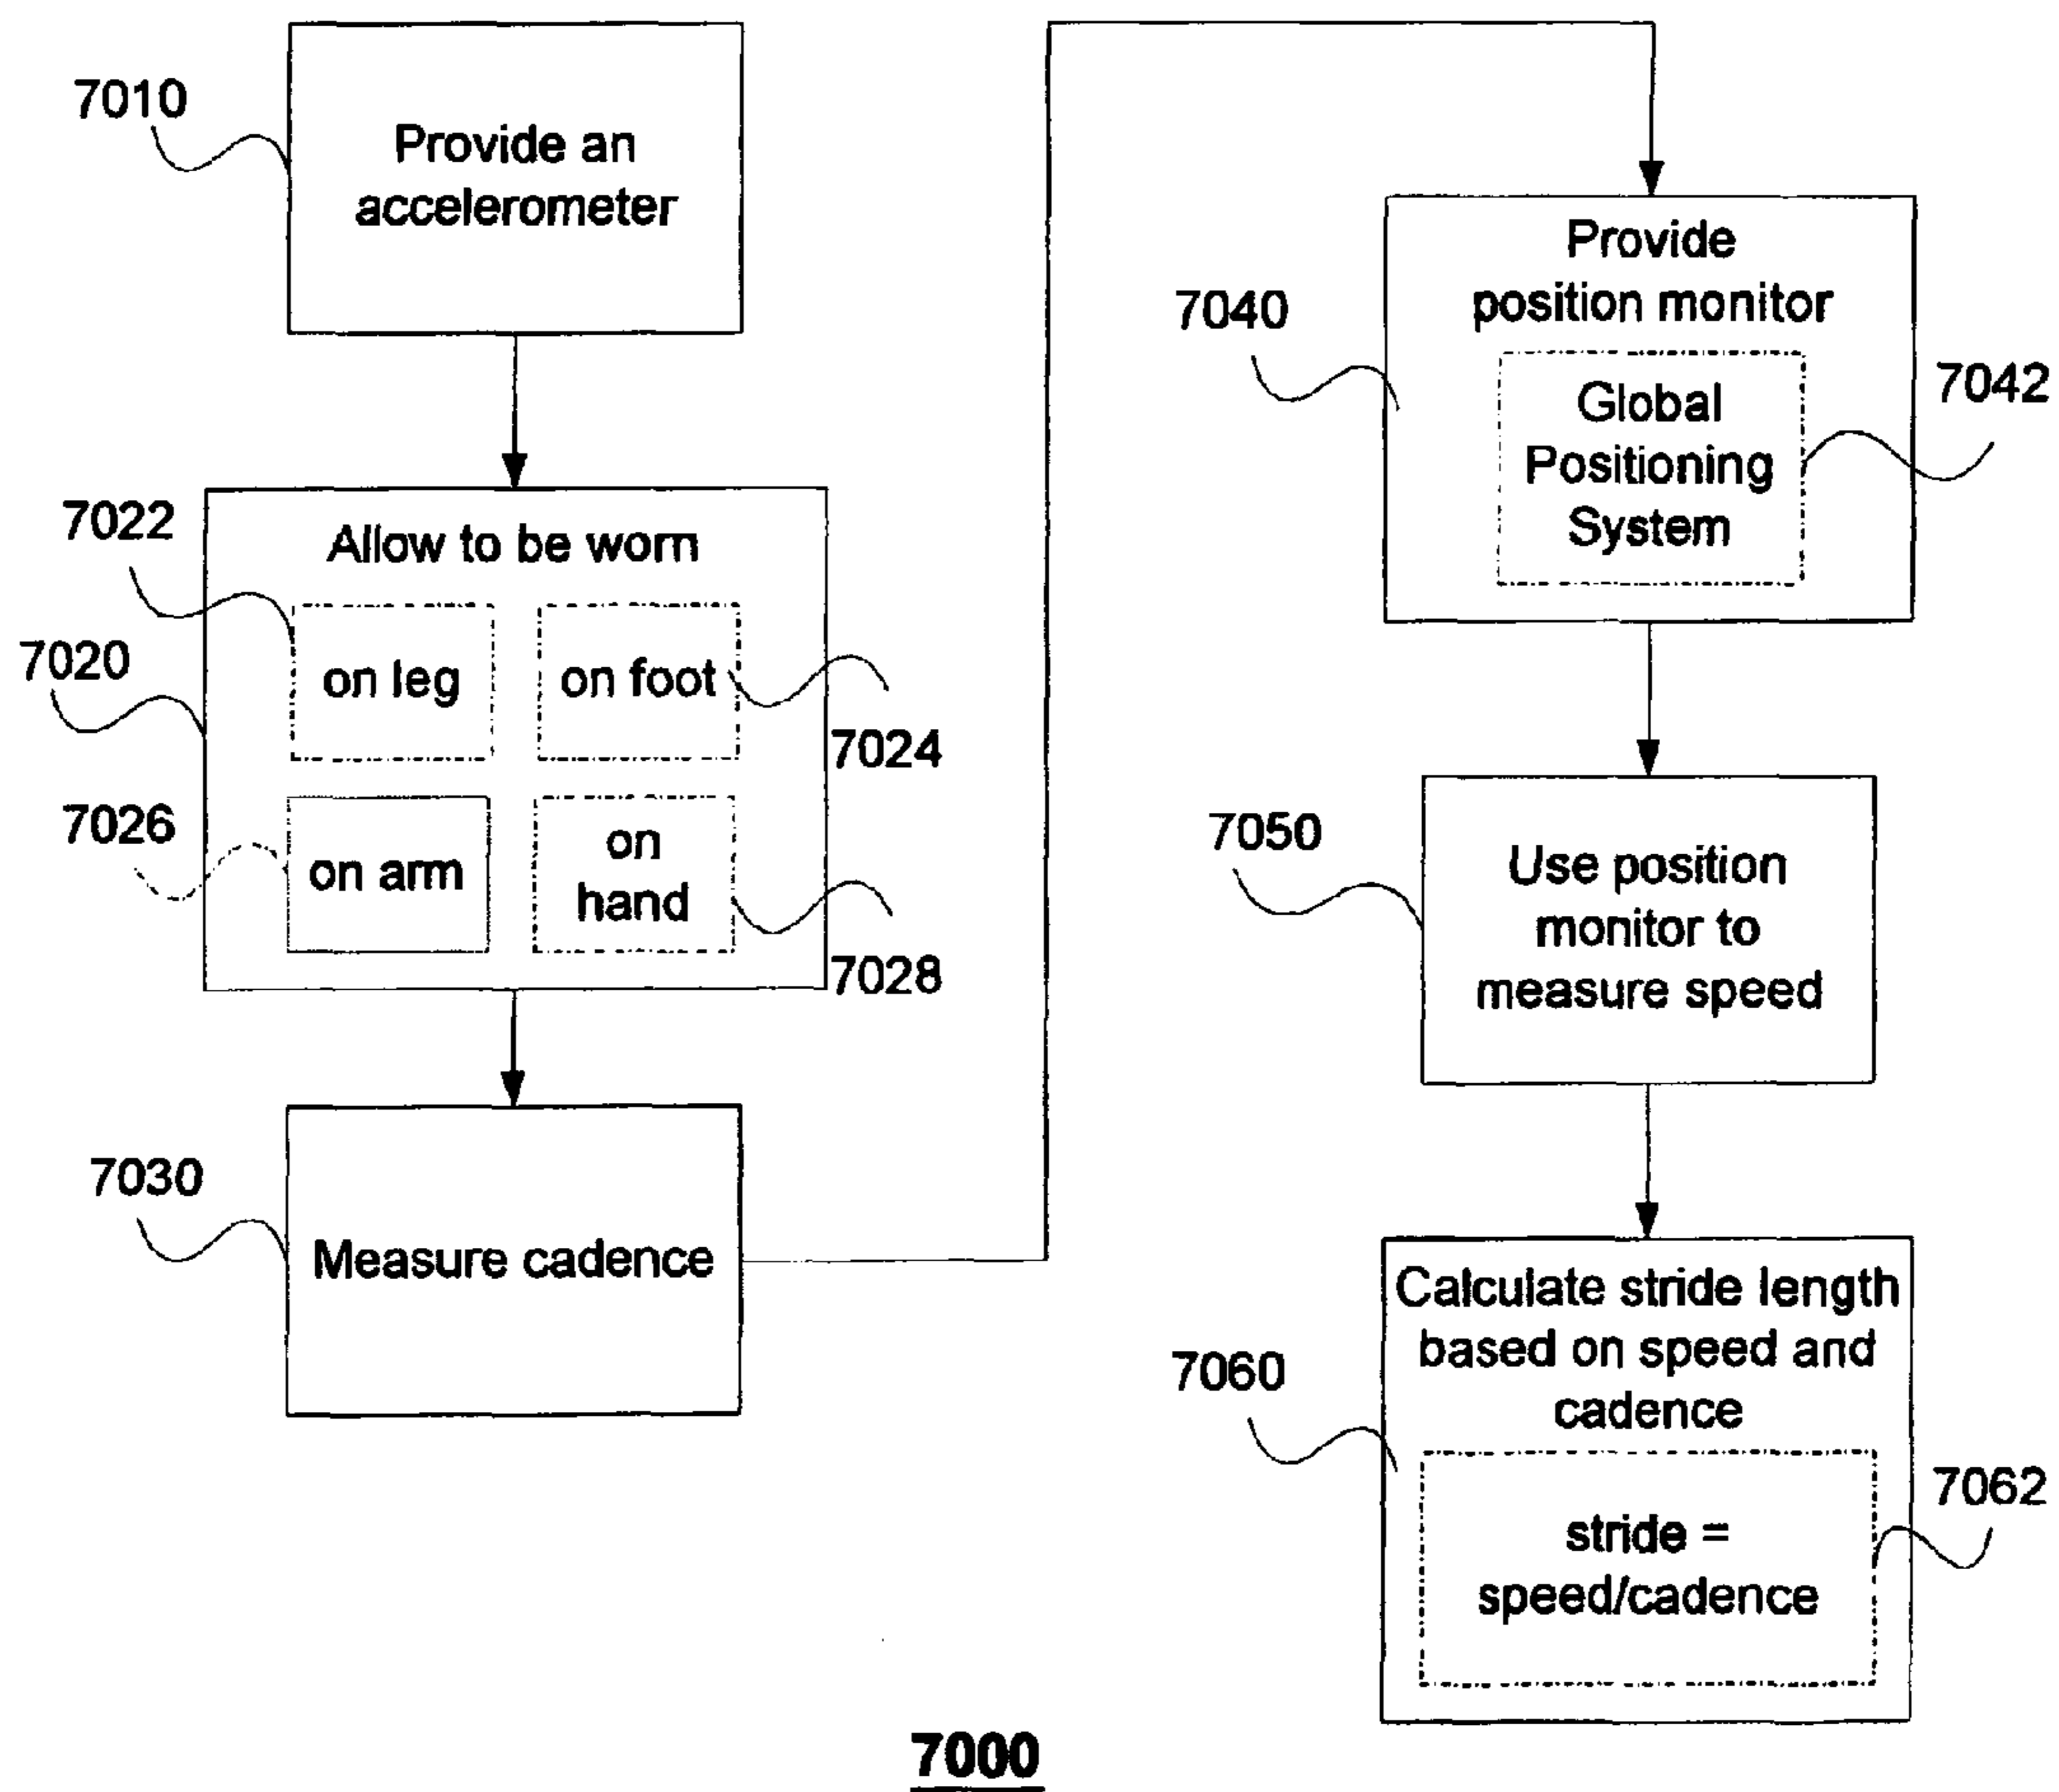 7010
Provide an
accelerometer
7022
Allow to be worn
7020
on leg
on foot
7024
7026
on arm
on
hand
7028
7030
Measure cadence
Provide
position monitor
7040
7042
Global
Positioning
System
7050
Use position
monitor to
measure speed
Calculate stride length
based on speed and
cadence
7060
7062
stride =
speed/cadence
7000